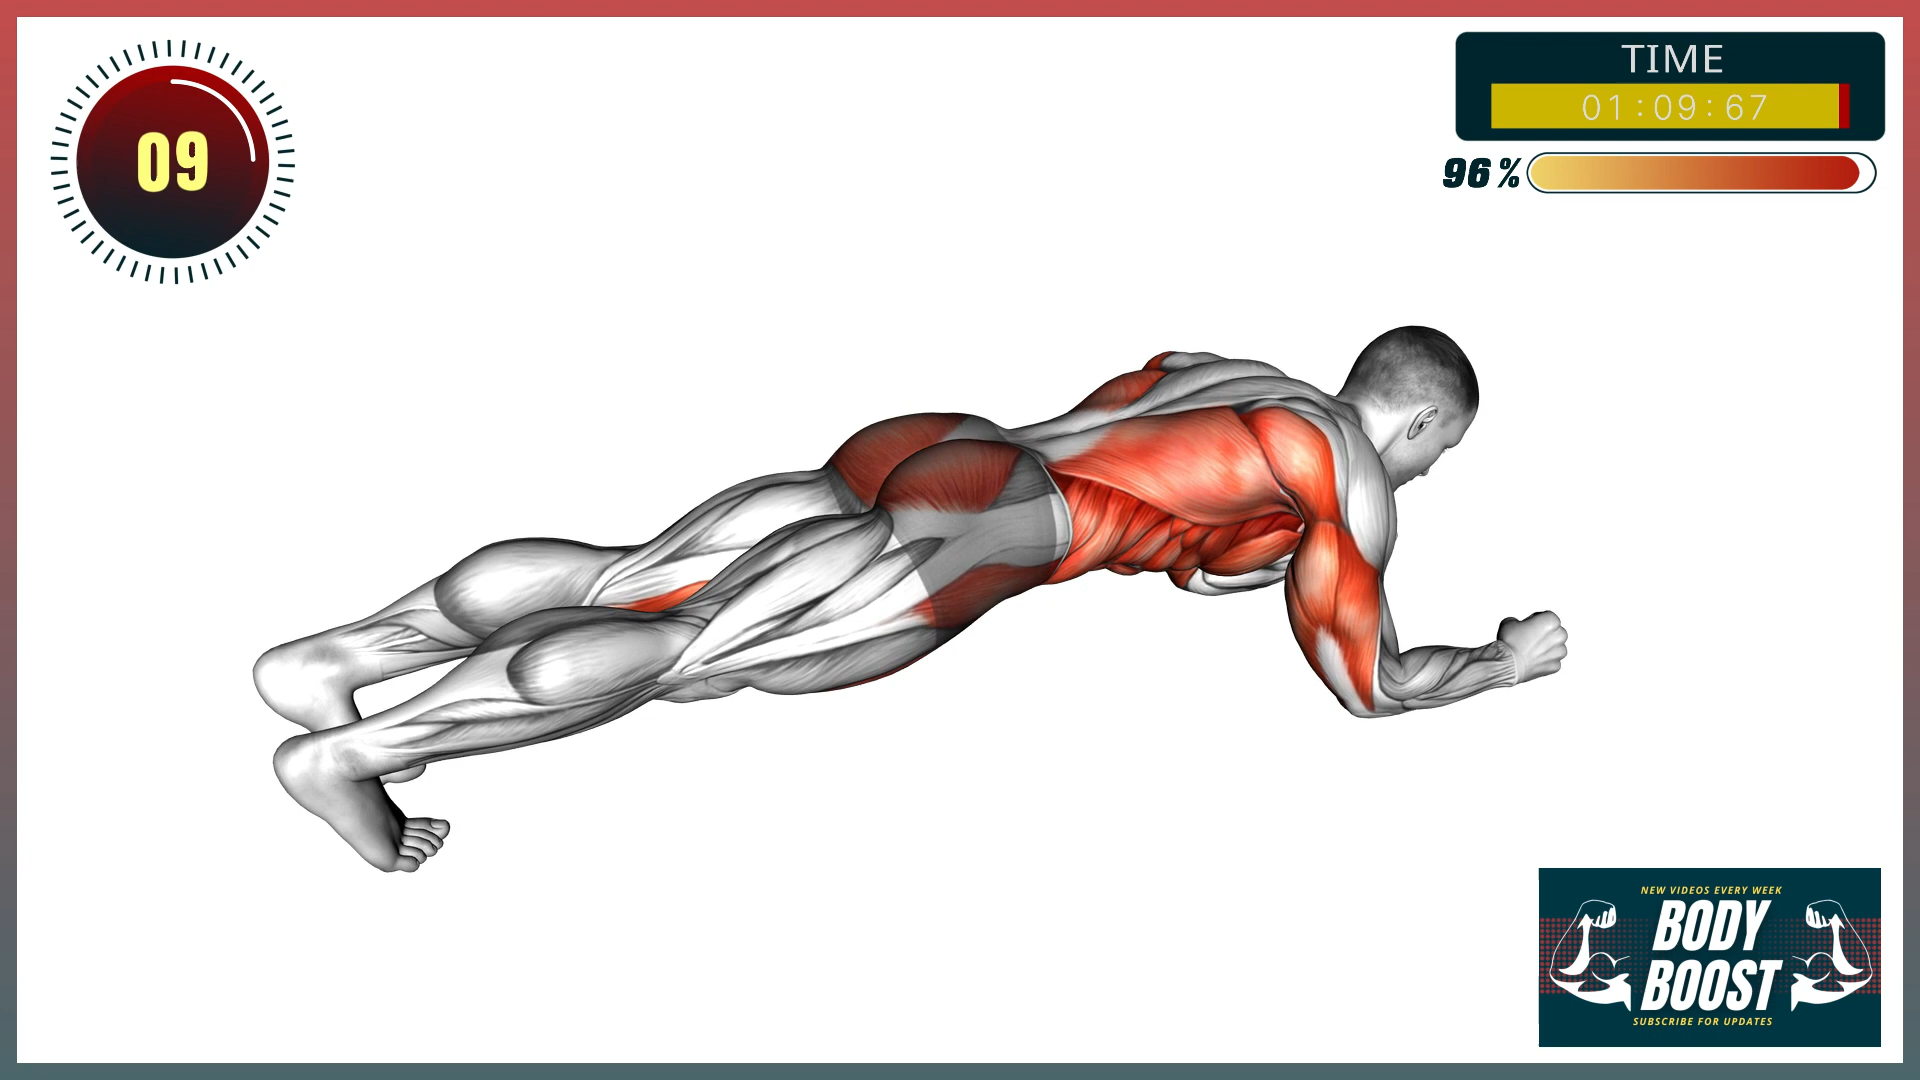 09
TIME
01:09:67
96%
NEW VIDEOS EVERY WEEK
BODY
BOOST
SUBSCRIBE FOR UPDATES